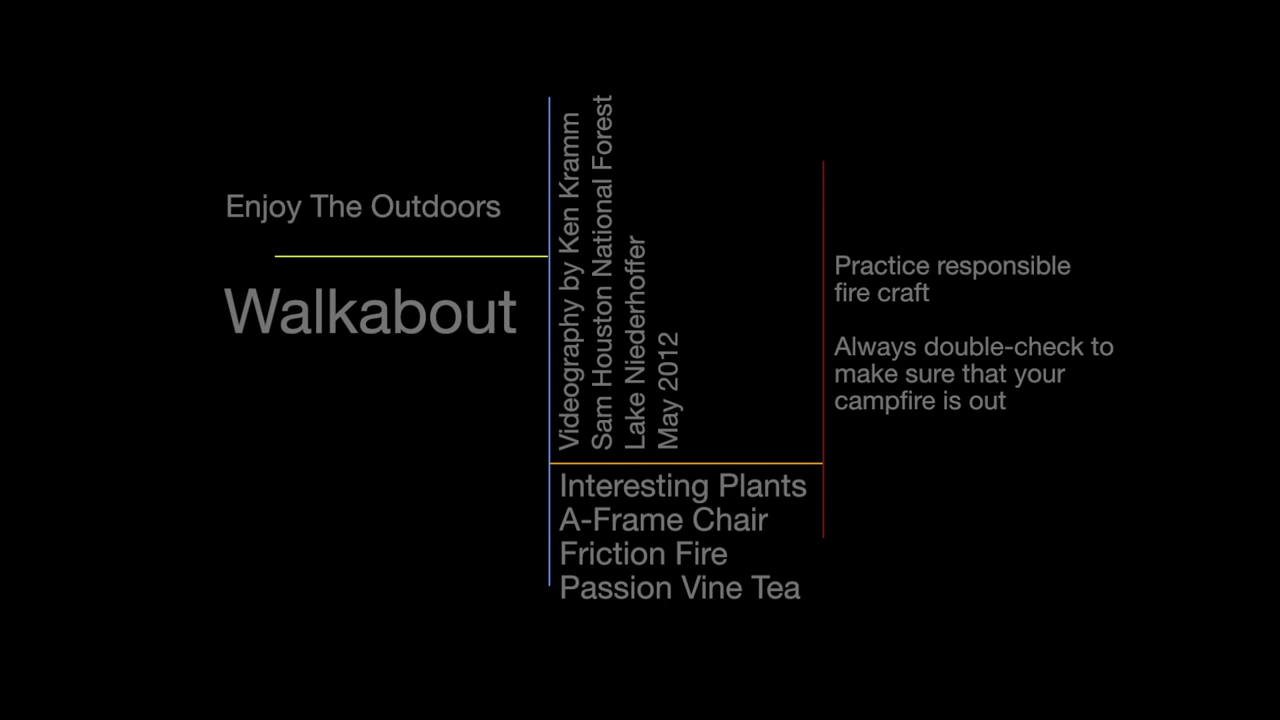 Enjoy The Outdoors
Walkabout
Videography by Ken Kramm
Sam Houston National Forest
Lake Niederhoffer
May 2012
Interesting Plants
A-Frame Chair
Friction Fire
Passion Vine Tea
Practice responsible
fire craft
Always double-check to
make sure that your
campfire is out